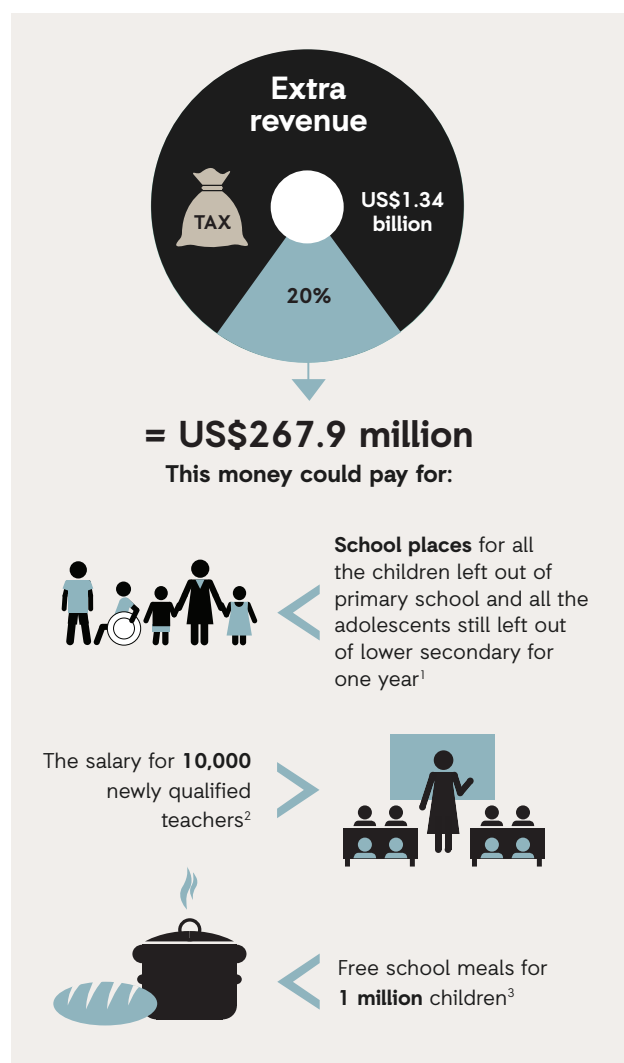 Extra
revenue
TAX
US$1.34
billion
20%
= US$267.9 million
This money could pay for:
School places for all
the children left out of
primary school and all the
adolescents still left out
of lower secondary for
one year¹
The salary for 10,000
newly qualified
teachers²
Free school meals for
1 million children³